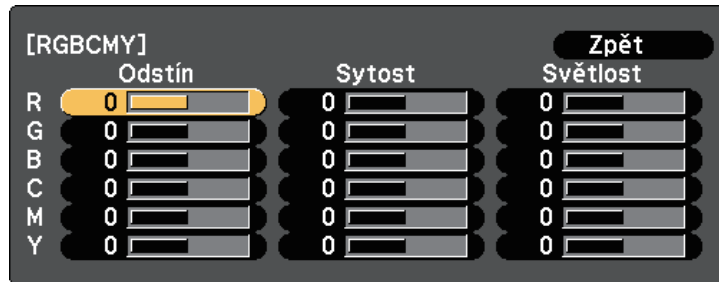 [RGBCMY] Zpět
Odstín Sytost Světlost
R 0 0 0
G 0 0 0
B 0 0 0
C 0 0 0
M 0 0 0
Y 0 0 0